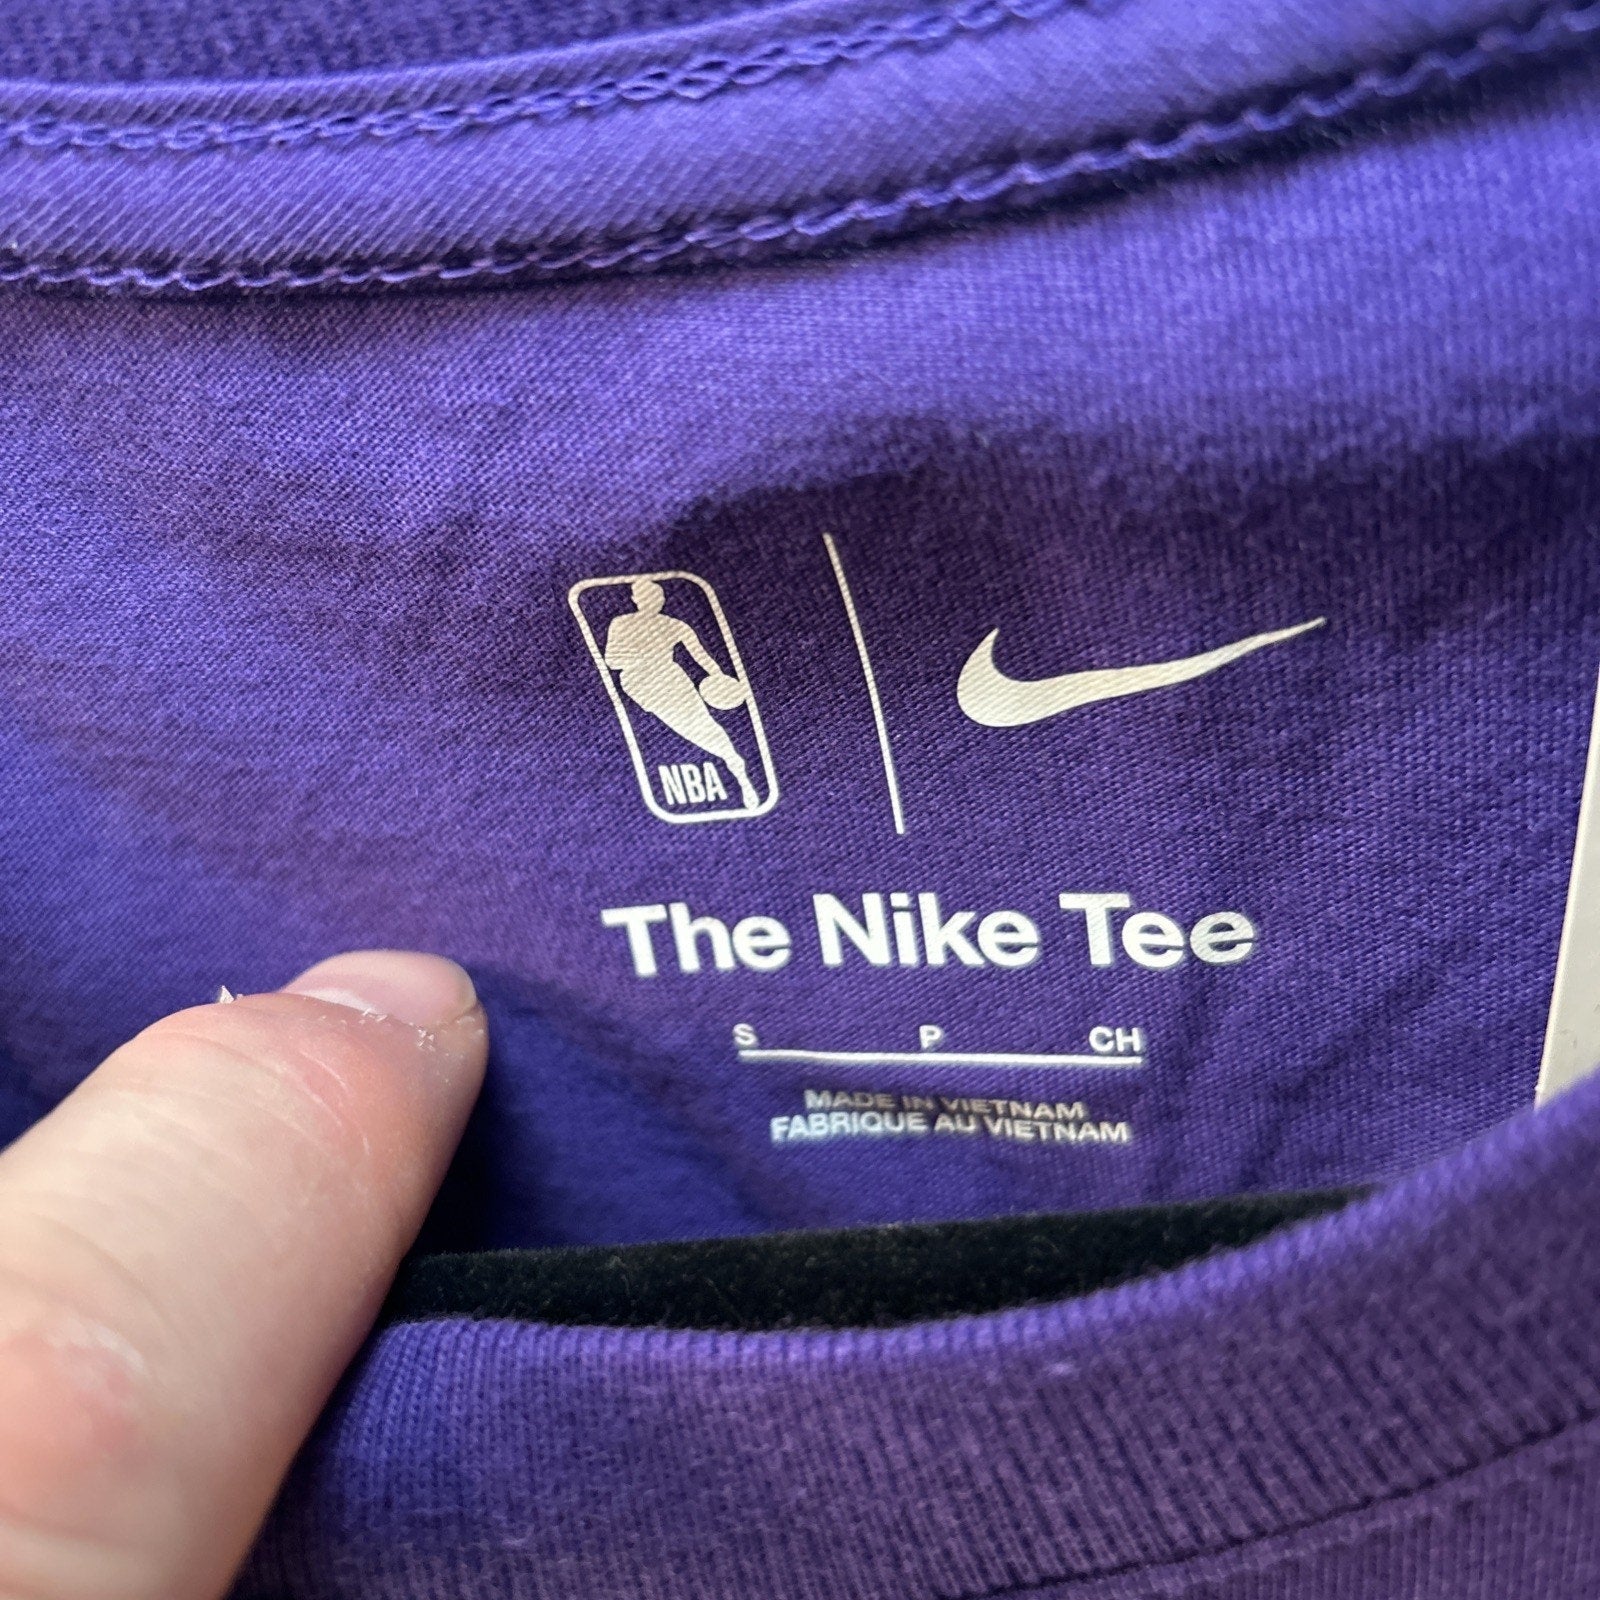 NBA
The Nike Tee
S P CH
MADE IN VIETNAM
FABRIQUE AU VIETNAM